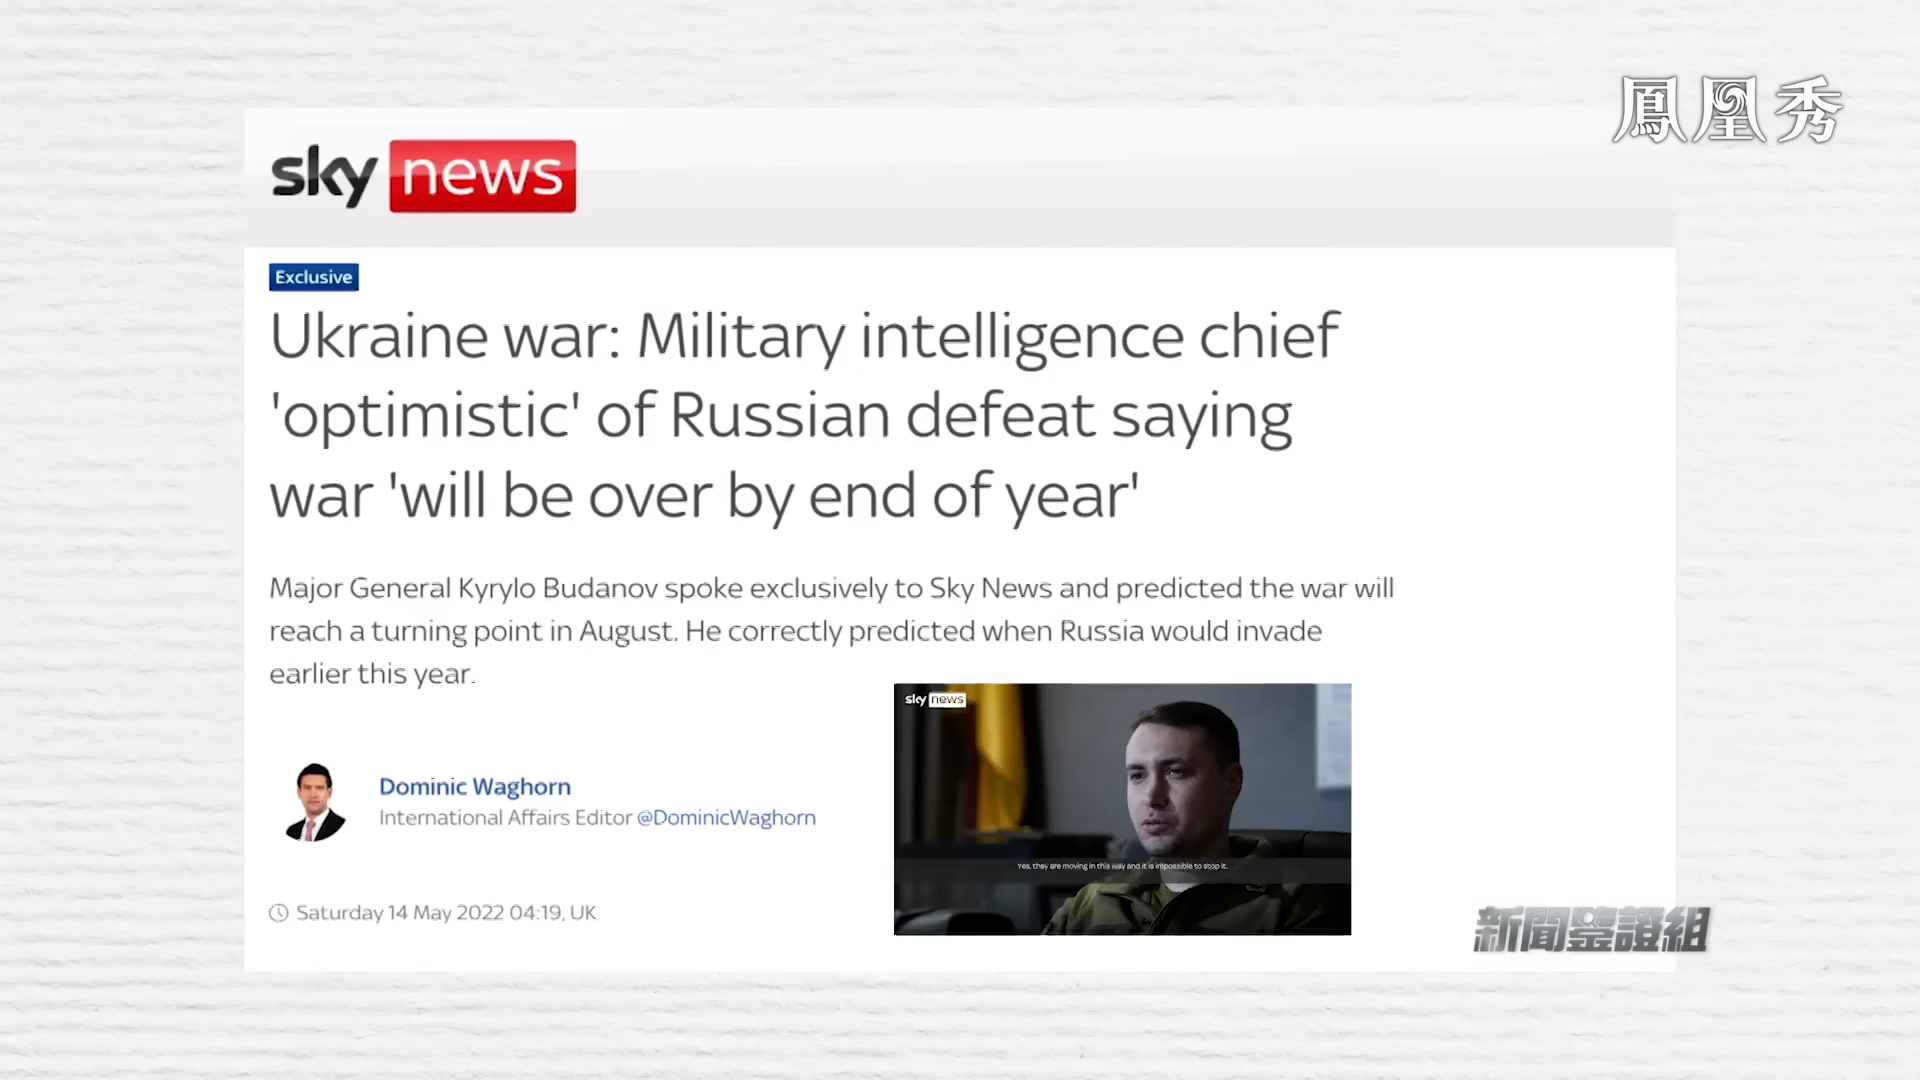 鳳凰秀
sky news
Exclusive
Ukraine war: Military intelligence chief
'optimistic' of Russian defeat saying
war 'will be over by end of year'
Major General Kyrylo Budanov spoke exclusively to Sky News and predicted the war will
reach a turning point in August. He correctly predicted when Russia would invade
earlier this year.
sky news
Yes, they are moving in this way and it is impossible to stop it.
Dominic Waghorn
International Affairs Editor @DominicWaghorn
Saturday 14 May 2022 04:19, UK
新聞鑒證組